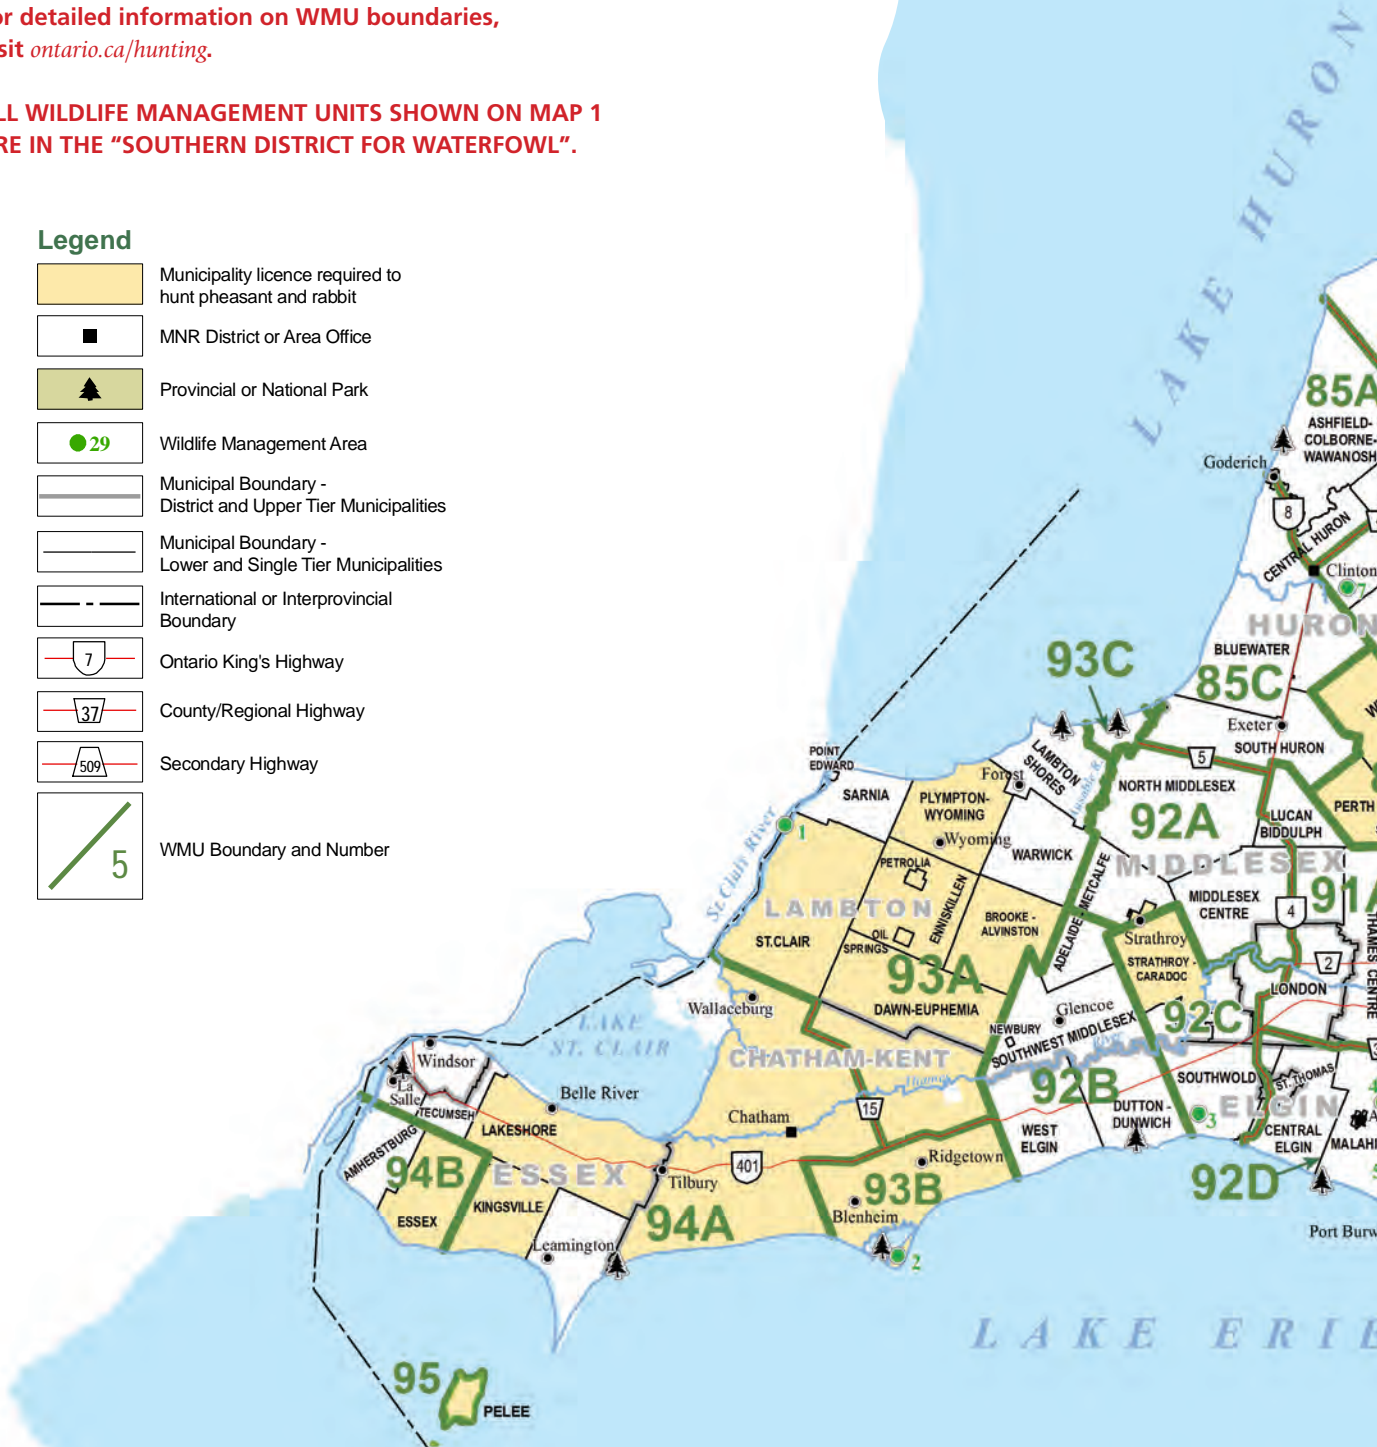 or detailed information on WMU boundaries,
sit ontario.ca/hunting.
LL WILDLIFE MANAGEMENT UNITS SHOWN ON MAP 1
RE IN THE “SOUTHERN DISTRICT FOR WATERFOWL”.
Legend
Municipality licence required to
hunt pheasant and rabbit
MNR District or Area Office
Provincial or National Park
29
Wildlife Management Area
Municipal Boundary -
District and Upper Tier Municipalities
Municipal Boundary -
Lower and Single Tier Municipalities
International or Interprovincial
Boundary
7
Ontario King's Highway
37
County/Regional Highway
509
Secondary Highway
5
WMU Boundary and Number
LAKE HURON
85A
ASHFIELD-
COLBORNE-
WAWANOSH
Goderich
8
CENTRAL HURON
Clinton
7
HURON
BLUEWATER
93C
85C
Exeter
SOUTH HURON
POINT
EDWARD
LAMBTON
SHORES
Forest
5
Ausable R.
SARNIA
PLYMPTON-
WYOMING
NORTH MIDDLESEX
PERTH
92A
LUCAN
BIDDULPH
1
St. Clair River
Wyoming
WARWICK
PETROLIA
MIDDLESEX
ADELAIDE - METCALFE
ENNISKILLEN
MIDDLESEX
CENTRE
91A
LAMBTON
BROOKE -
ALVINSTON
4
ST.CLAIR
OIL
SPRINGS
Strathroy
THAMES CENTRE
STRATHROY -
CARADOC
2
93A
LONDON
Wallaceburg
DAWN-EUPHEMIA
Glencoe
92C
LAKE
ST. CLAIR
NEWBURY
SOUTHWEST MIDDLESEX
CHATHAM-KENT
Windsor
La
Salle
Thames
River
92B
SOUTHWOLD
ST. THOMAS
Belle River
TECUMSEH
15
Chatham
DUTTON -
DUNWICH
3
ELGIN
LAKESHORE
AMHERSTBURG
WEST
ELGIN
CENTRAL
ELGIN
MALAHI
94B
ESSEX
401
Tilbury
Ridgetown
93B
92D
KINGSVILLE
ESSEX
94A
Blenheim
Leamington
2
Port Burw
LAKE ERIE
95
PELEE